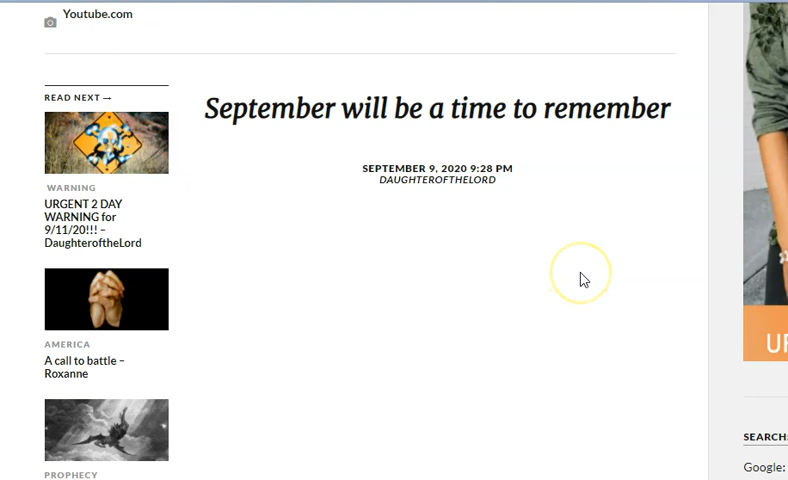 Youtube.com
READ NEXT →
September will be a time to remember
SEPTEMBER 9, 2020 9:28 PM
DAUGHTEROFTHELORD
WARNING
URGENT 2 DAY
WARNING for
9/11/20!!! –
DaughteroftheLord
AMERICA
A call to battle –
Roxanne
PROPHECY
UF
SEARCH:
Google: